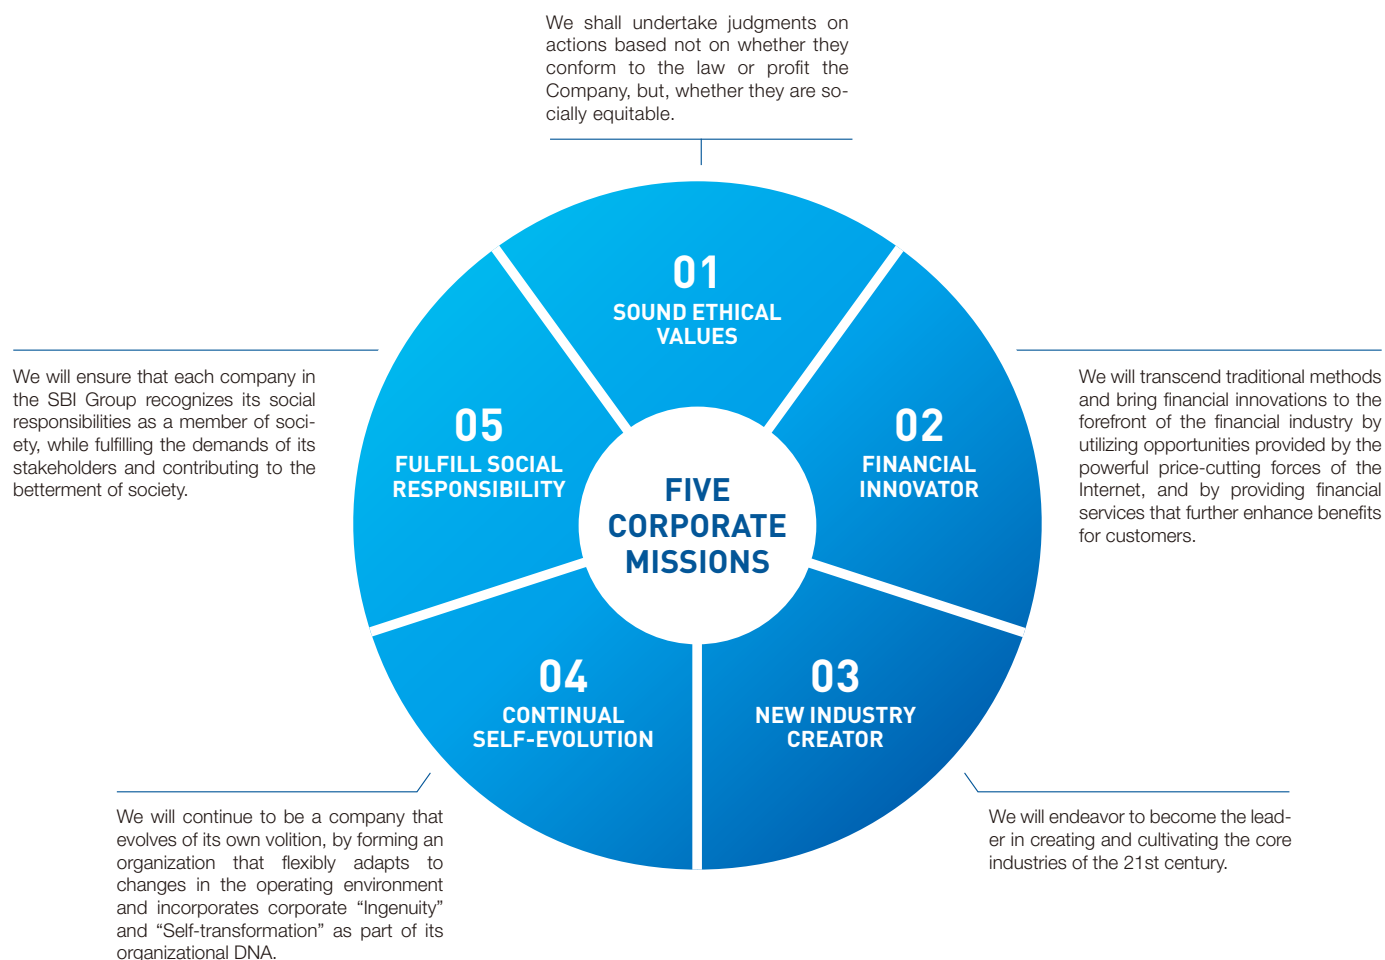 We shall undertake judgments on
actions based not on whether they
conform to the law or profit the
Company, but, whether they are so-
cially equitable.
01
SOUND ETHICAL
VALUES
02
FINANCIAL
INNOVATOR
We will transcend traditional methods
and bring financial innovations to the
forefront of the financial industry by
utilizing opportunities provided by the
powerful price-cutting forces of the
Internet, and by providing financial
services that further enhance benefits
for customers.
03
NEW INDUSTRY
CREATOR
We will endeavor to become the lead-
er in creating and cultivating the core
industries of the 21st century.
04
CONTINUAL
SELF-EVOLUTION
We will continue to be a company that
evolves of its own volition, by forming an
organization that flexibly adapts to
changes in the operating environment
and incorporates corporate “Ingenuity”
and “Self-transformation” as part of its
organizational DNA.
05
FULFILL SOCIAL
RESPONSIBILITY
We will ensure that each company in
the SBI Group recognizes its social
responsibilities as a member of soci-
ety, while fulfilling the demands of its
stakeholders and contributing to the
betterment of society.
FIVE
CORPORATE
MISSIONS